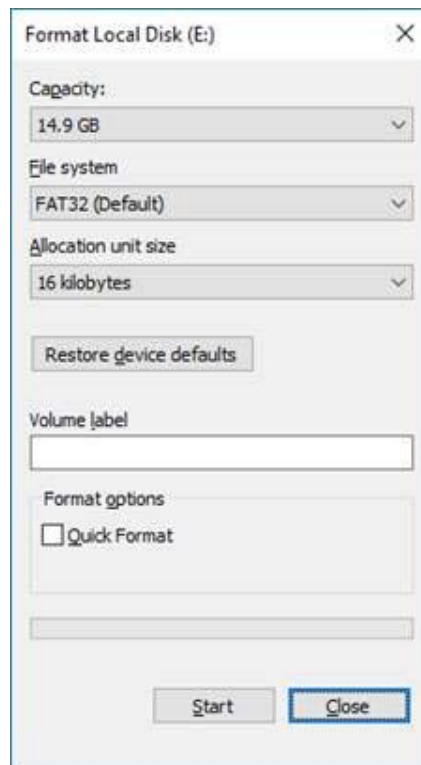 Format Local Disk (E:)
Capacity:
14.9 GB
File system
FAT32 (Default)
Allocation unit size
16 kilobytes
Restore device defaults
Volume label
Format options
Quick Format
Start Close